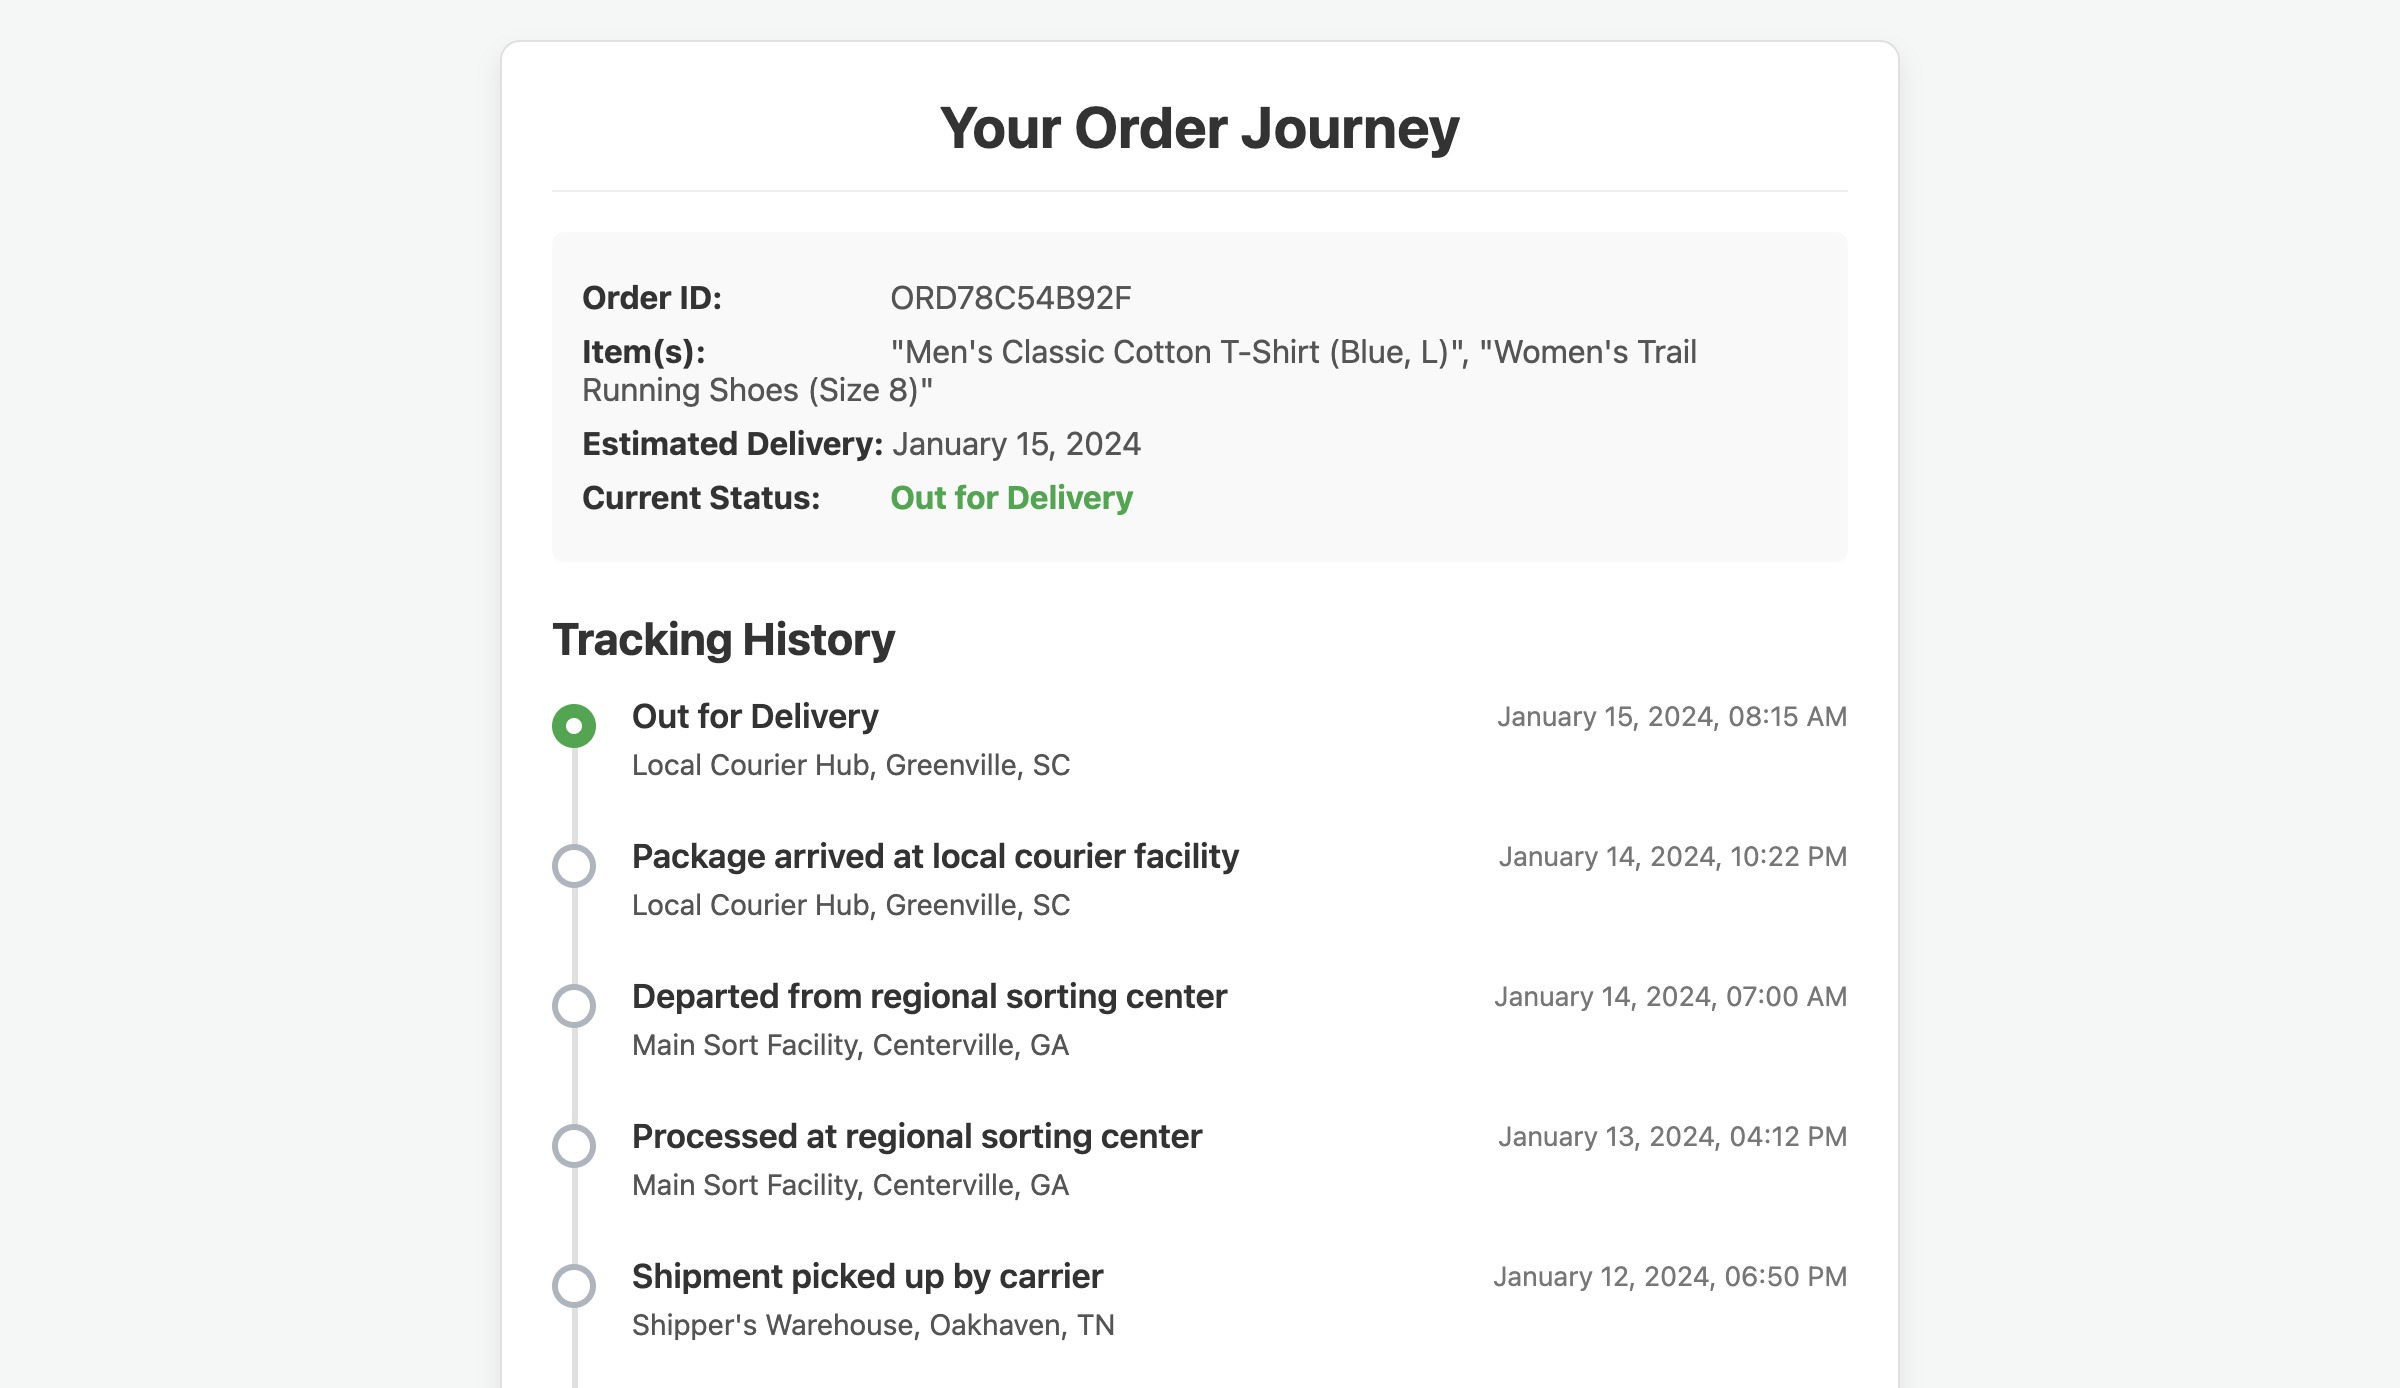 Your Order Journey
Order ID: ORD78C54B92F
Item(s): "Men's Classic Cotton T-Shirt (Blue, L)", "Women's Trail
Running Shoes (Size 8)"
Estimated Delivery: January 15, 2024
Current Status: Out for Delivery
Tracking History
Out for Delivery January 15, 2024, 08:15 AM
Local Courier Hub, Greenville, SC
Package arrived at local courier facility January 14, 2024, 10:22 PM
Local Courier Hub, Greenville, SC
Departed from regional sorting center January 14, 2024, 07:00 AM
Main Sort Facility, Centerville, GA
Processed at regional sorting center January 13, 2024, 04:12 PM
Main Sort Facility, Centerville, GA
Shipment picked up by carrier January 12, 2024, 06:50 PM
Shipper's Warehouse, Oakhaven, TN